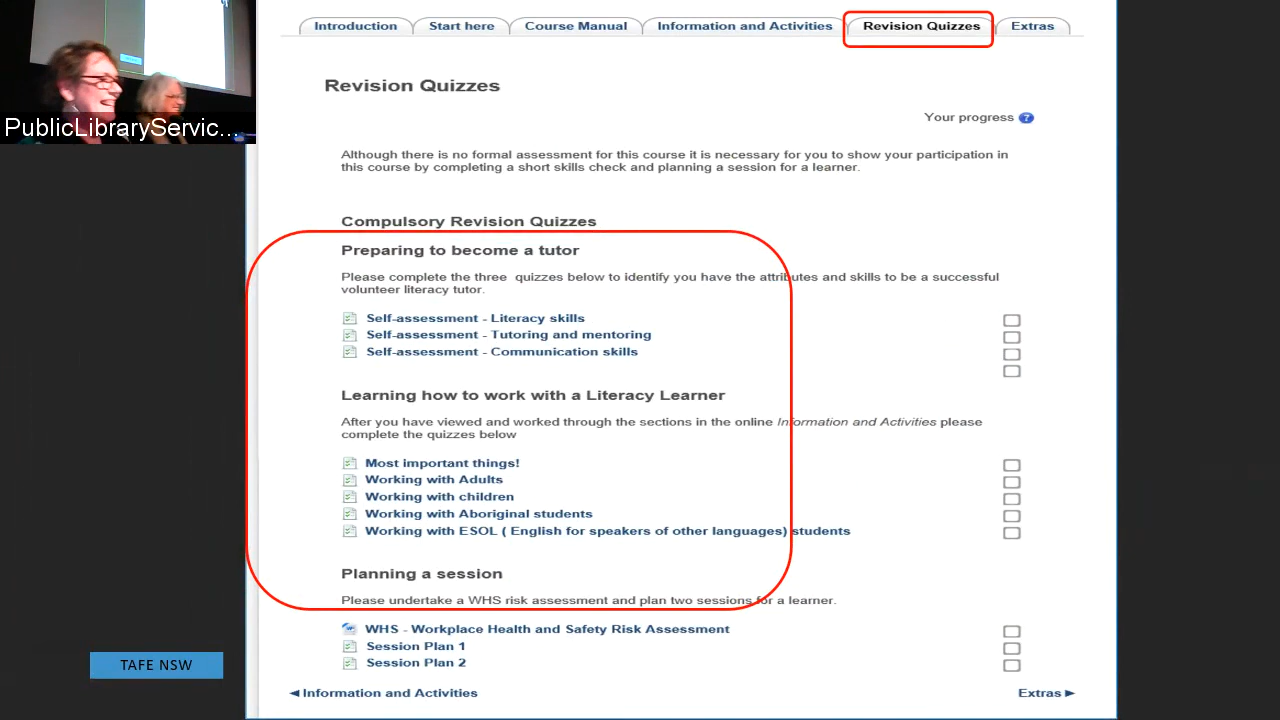 Introduction
Start here
Course Manual
Information and Activities
Revision Quizzes
Extras
PublicLibraryServic...
Revision Quizzes
Your progress ?
Although there is no formal assessment for this course it is necessary for you to show your participation in
this course by completing a short skills check and planning a session for a learner.
Compulsory Revision Quizzes
Preparing to become a tutor
Please complete the three quizzes below to identify you have the attributes and skills to be a successful
volunteer literacy tutor.
Self-assessment - Literacy skills
Self-assessment - Tutoring and mentoring
Self-assessment - Communication skills
Learning how to work with a Literacy Learner
After you have viewed and worked through the sections in the online Information and Activities please
complete the quizzes below
Most important things!
Working with Adults
Working with children
Working with Aboriginal students
Working with ESOL ( English for speakers of other languages) students
Planning a session
Please undertake a WHS risk assessment and plan two sessions for a learner.
WHS - Workplace Health and Safety Risk Assessment
Session Plan 1
Session Plan 2
TAFE NSW
◄Information and Activities
Extras►